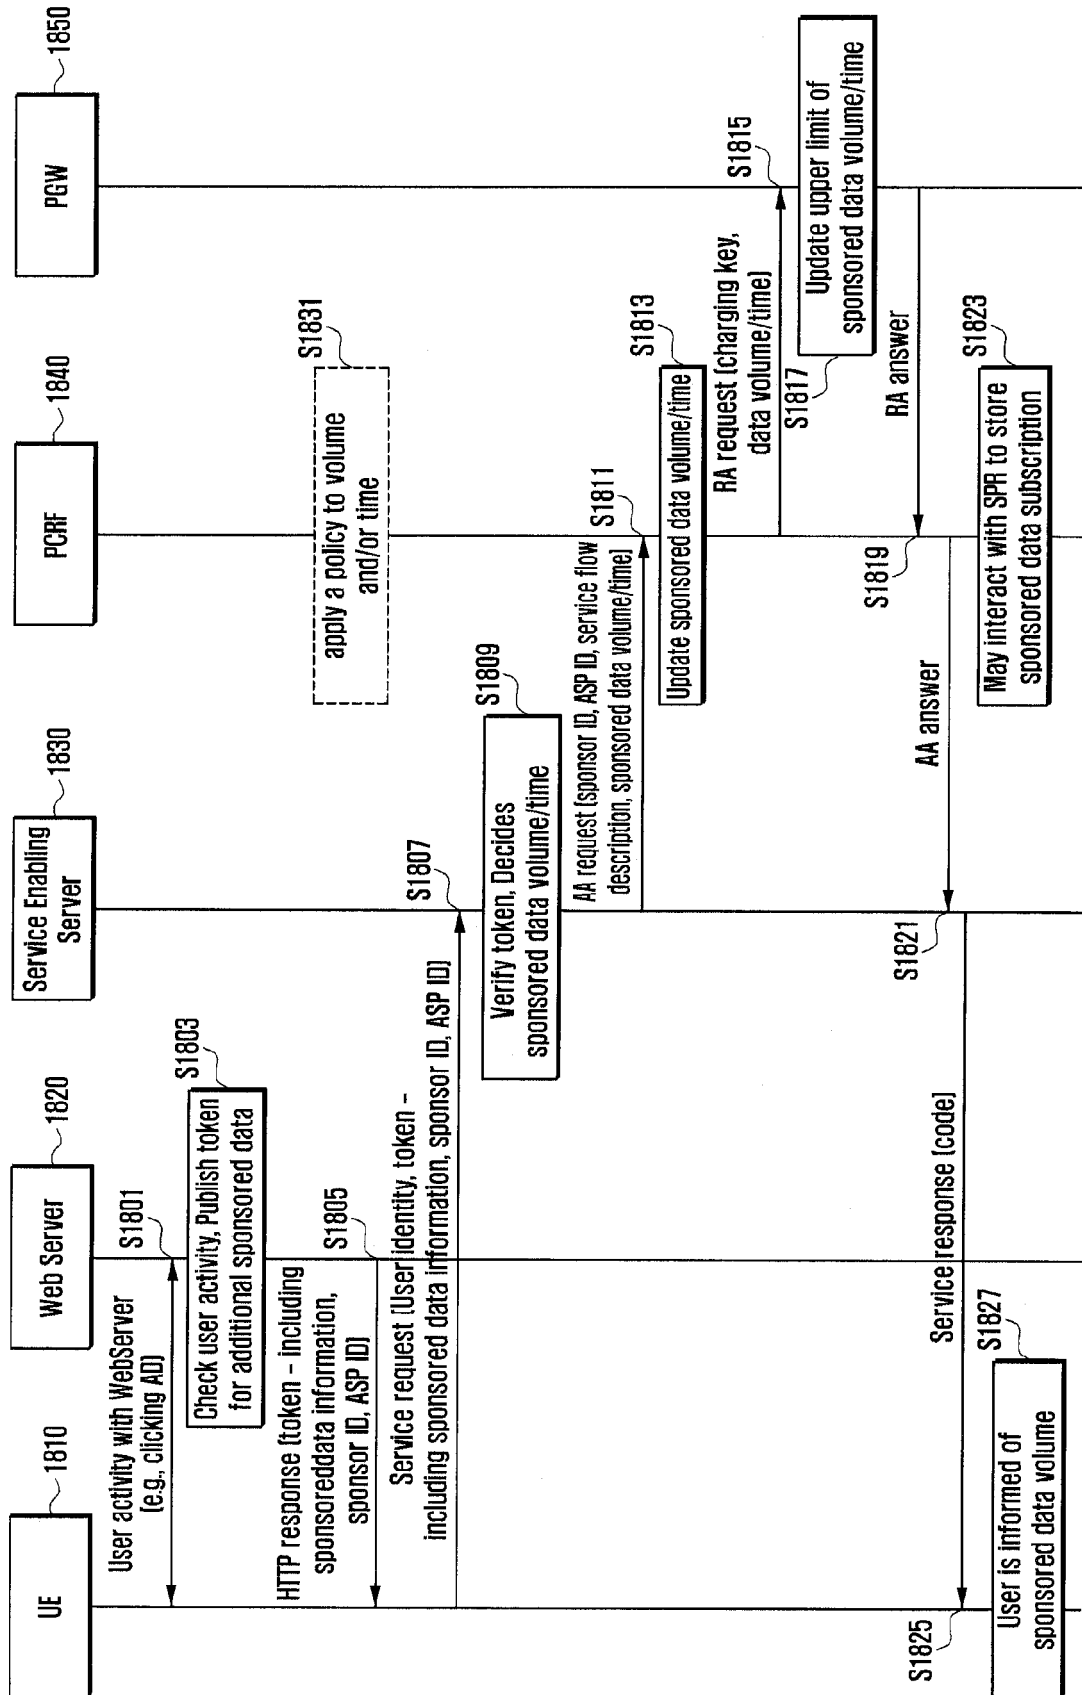 UE
1810
Web Server
1820
Service Enabling
Server
1830
PCRF
1840
PGW
1850
User activity with WebServer
(e.g., clicking AD)
S1801
Check user activity, Publish token
for additional sponsored data
S1803
HTTP response (token – including
sponsoreddata information,
sponsor ID, ASP ID)
S1805
apply a policy to volume
and/or time
S1831
Service request (User identity, token –
including sponsored data information, sponsor ID, ASP ID)
S1807
Verify token, Decides
sponsored data volume/time
S1809
AA request (sponsor ID, ASP ID, service flow
description, sponsored data volume/time)
S1811
Update sponsored data volume/time
S1813
RA request (charging key,
data volume/time)
S1815
Update upper limit of
sponsored data volume/time
S1817
RA answer
S1819
AA answer
S1821
May interact with SPR to store
sponsored data subscription
S1823
Service response (code)
S1825
User is informed of
sponsored data volume
S1827